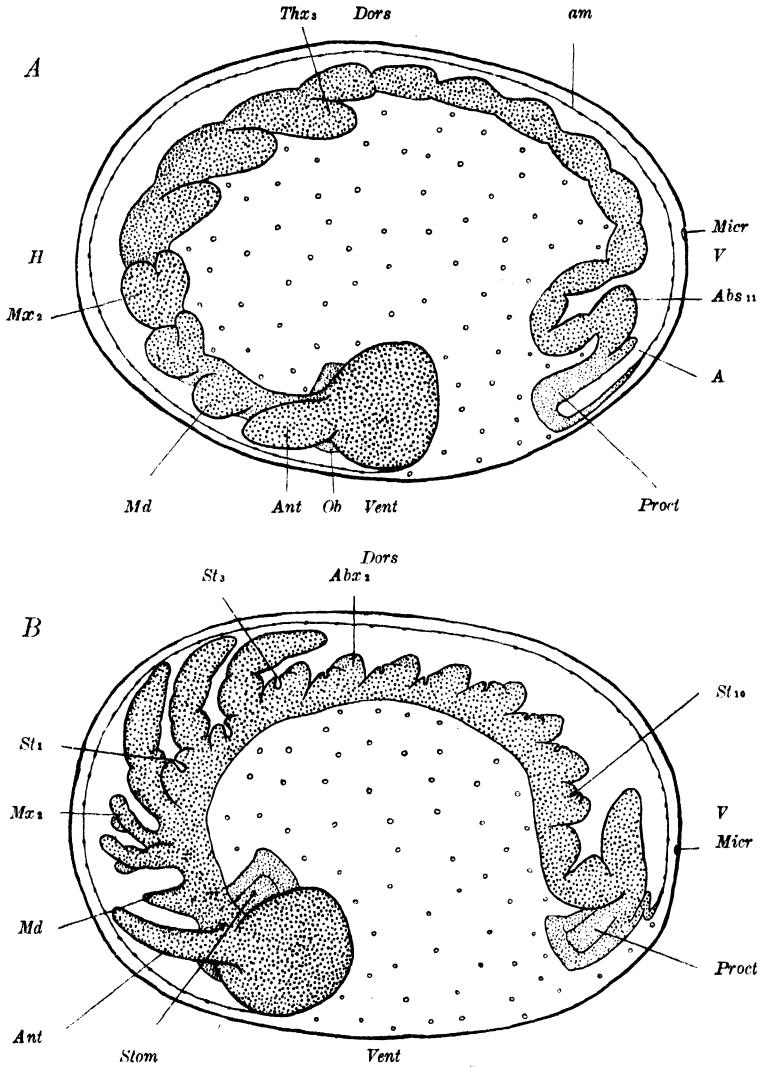 Thx₃ Dors am
A
Micr
H V
Abs₁₁
Mx₂
A
Md Ant Ob Vent Proct
Dors
St₃ Abx₂
B
St₁₀
St₁
Mx₂ V
Micr
Md
Proct
Ant
Stom Vent